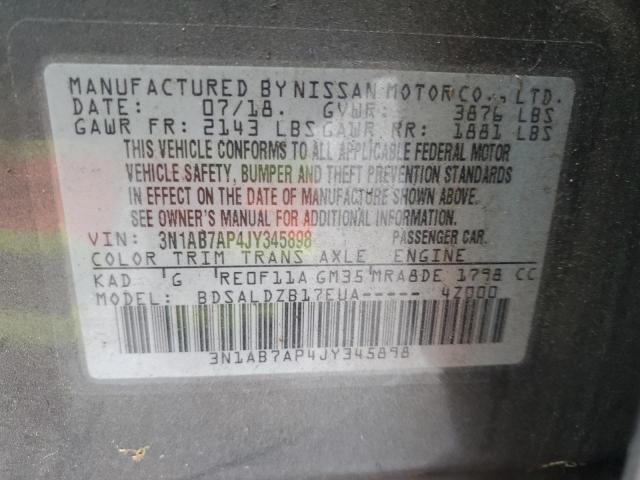 MANUFACTURED BY NISSAN MOTOR CO., LTD.
DATE: 07/18. GVWR: 3876 LBS
GAWR FR: 2143 LBS GAWR RR: 1881 LBS
THIS VEHICLE CONFORMS TO ALL APPLICABLE FEDERAL MOTOR
VEHICLE SAFETY, BUMPER AND THEFT PREVENTION STANDARDS
IN EFFECT ON THE DATE OF MANUFACTURE SHOWN ABOVE.
SEE OWNER'S MANUAL FOR ADDITIONAL INFORMATION.
VIN: 3N1AB7AP4JY345898 PASSENGER CAR.
COLOR TRIM TRANS AXLE ENGINE
KAD G RE0F11A GM35 MRA8DE 1798 CC
MODEL: BDSALDZB17EUA----- 4Z000
3N1AB7AP4JY345898